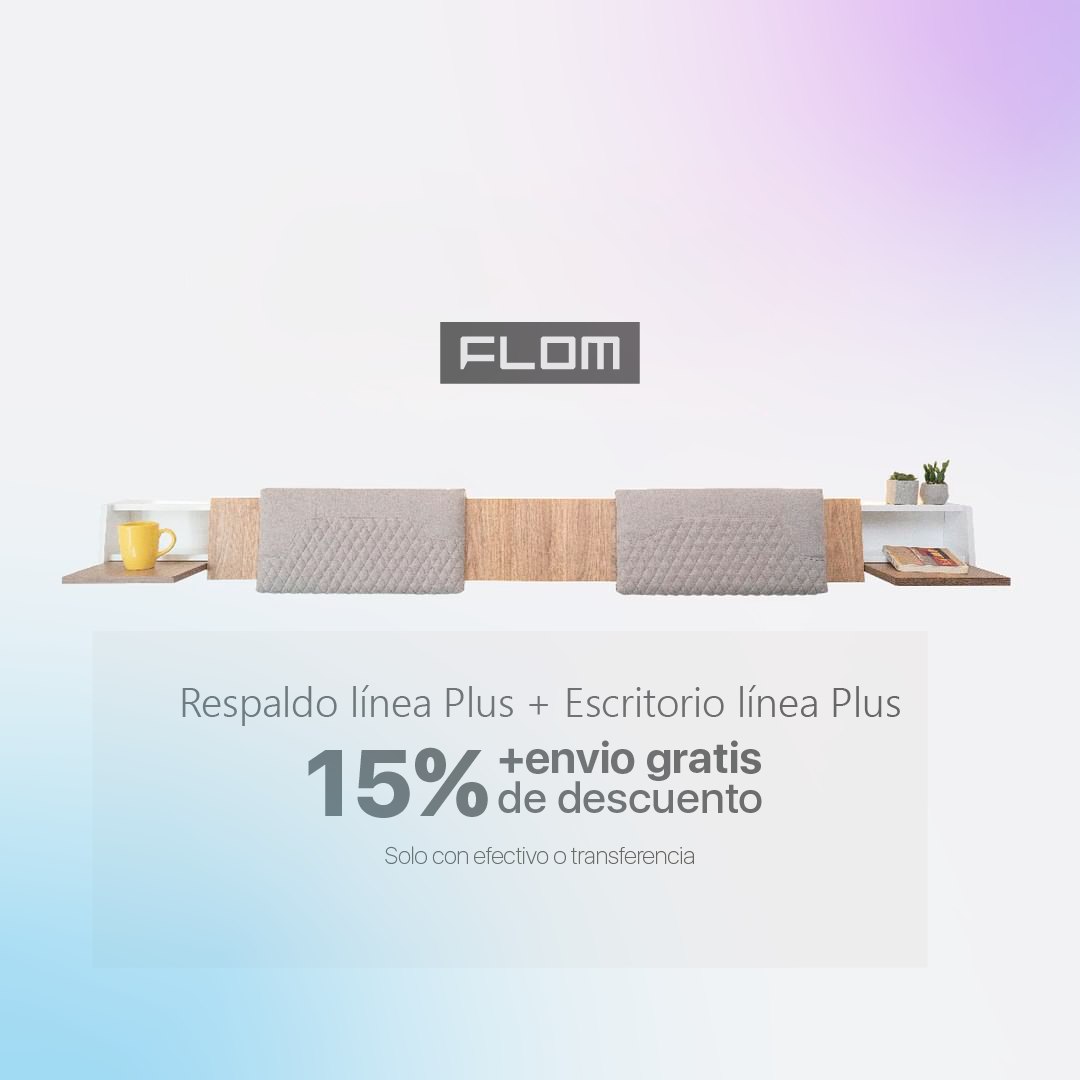 FLOM
Respaldo línea Plus + Escritorio línea Plus
15% +envio gratis
de descuento
Solo con efectivo o transferencia